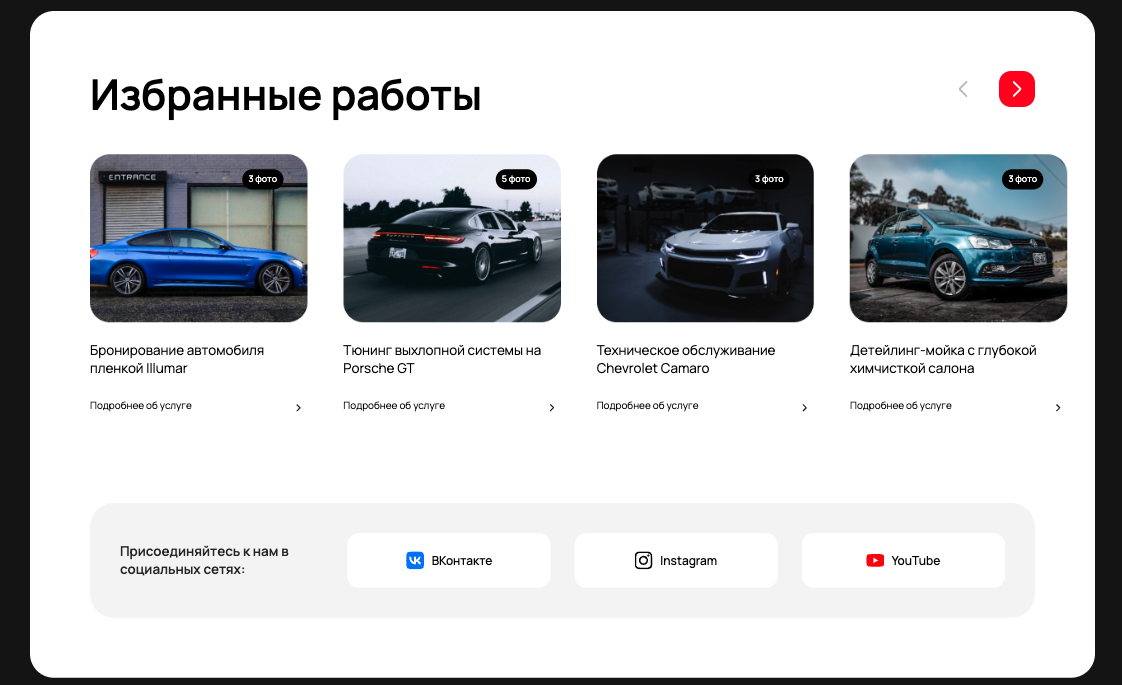 Избранные работы
ENTRANCE
3 фото
5 фото
3 фото
3 фото
Бронирование автомобиля
пленкой Illumar
Тюнинг выхлопной системы на
Porsche GT
Техническое обслуживание
Chevrolet Camaro
Детейлинг-мойка с глубокой
химчисткой салона
Подробнее об услуге
Подробнее об услуге
Подробнее об услуге
Подробнее об услуге
Присоединяйтесь к нам в
социальных сетях:
ВКонтакте
Instagram
YouTube